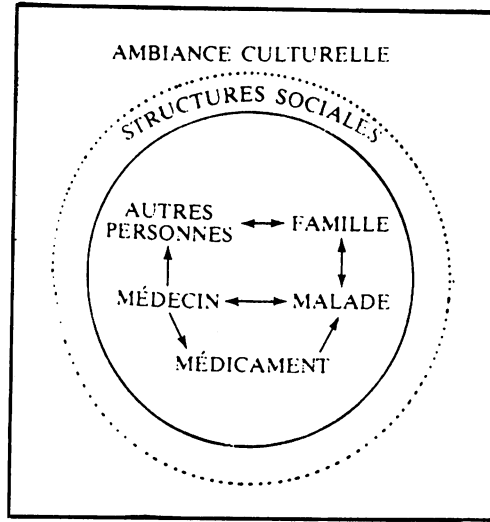 AMBIANCE CULTURELLE
STRUCTURES SOCIALES
AUTRES
PERSONNES
FAMILLE
MÉDECIN
MALADE
MÉDICAMENT